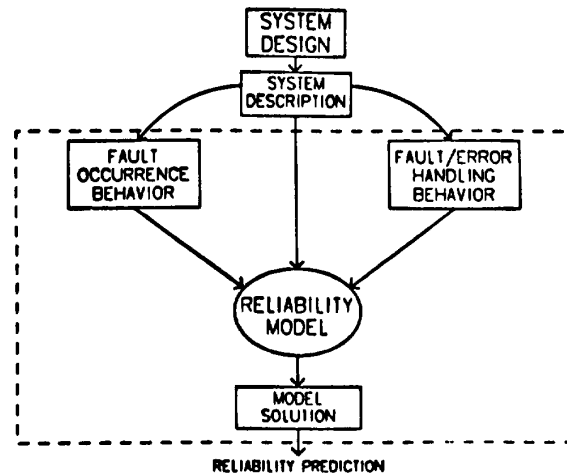 SYSTEM
DESIGN
SYSTEM
DESCRIPTION
FAULT
OCCURRENCE
BEHAVIOR
FAULT/ERROR
HANDLING
BEHAVIOR
RELIABILITY
MODEL
MODEL
SOLUTION
RELIABILITY PREDICTION